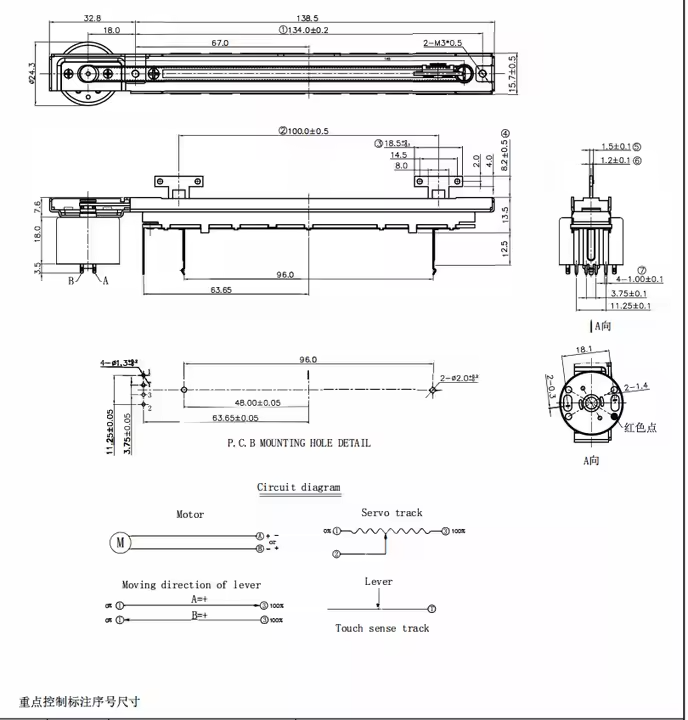 32.8
138.5
①134.0±0.2
18.0
67.0
2-M3*0.5
ø24.3
15.7±0.5
②100.0±0.5
③18.5
14.5
8.0
2.0
4.0
8.2±0.5④
1.5±0.1⑤
1.2±0.1⑥
7.6
18.0
3.5
13.5
12.5
B
A
96.0
63.65
⑦
4-1.00±0.1
3.75±0.1
11.25±0.1
A向
96.0
4-ø1.3
1
3
2
2-ø2.0
48.00±0.05
63.65±0.05
11.25±0.05
3.75±0.05
P.C.B MOUNTING HOLE DETAIL
18.1
2-0.3
2-1.4
红色点
A向
Circuit diagram
Motor
M
Ⓐ + -
or
Ⓑ - +
Servo track
0% ① ③ 100%
②
Moving direction of lever
A=+
0% ① ③ 100%
B=+
0% ① ③ 100%
Lever
Touch sense track
重点控制标注序号尺寸